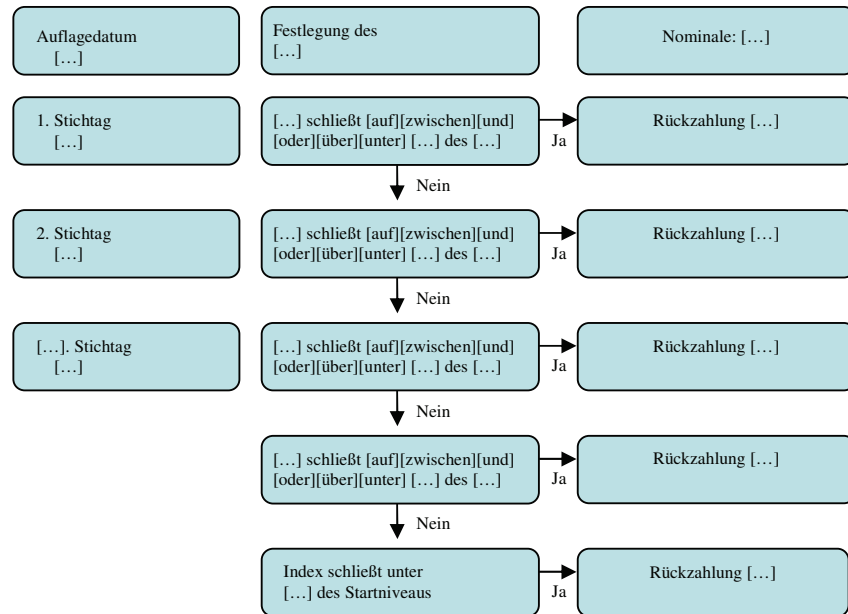 Auflagedatum
[…]
Festlegung des
[…]
Nominale: […]
1. Stichtag
[…]
[…] schließt [auf][zwischen][und]
[oder][über][unter] […] des […]
Ja
Rückzahlung […]
Nein
2. Stichtag
[…]
[…] schließt [auf][zwischen][und]
[oder][über][unter] […] des […]
Ja
Rückzahlung […]
Nein
[…]. Stichtag
[…]
[…] schließt [auf][zwischen][und]
[oder][über][unter] […] des […]
Ja
Rückzahlung […]
Nein
[…] schließt [auf][zwischen][und]
[oder][über][unter] […] des […]
Ja
Rückzahlung […]
Nein
Index schließt unter
[…] des Startniveaus
Ja
Rückzahlung […]